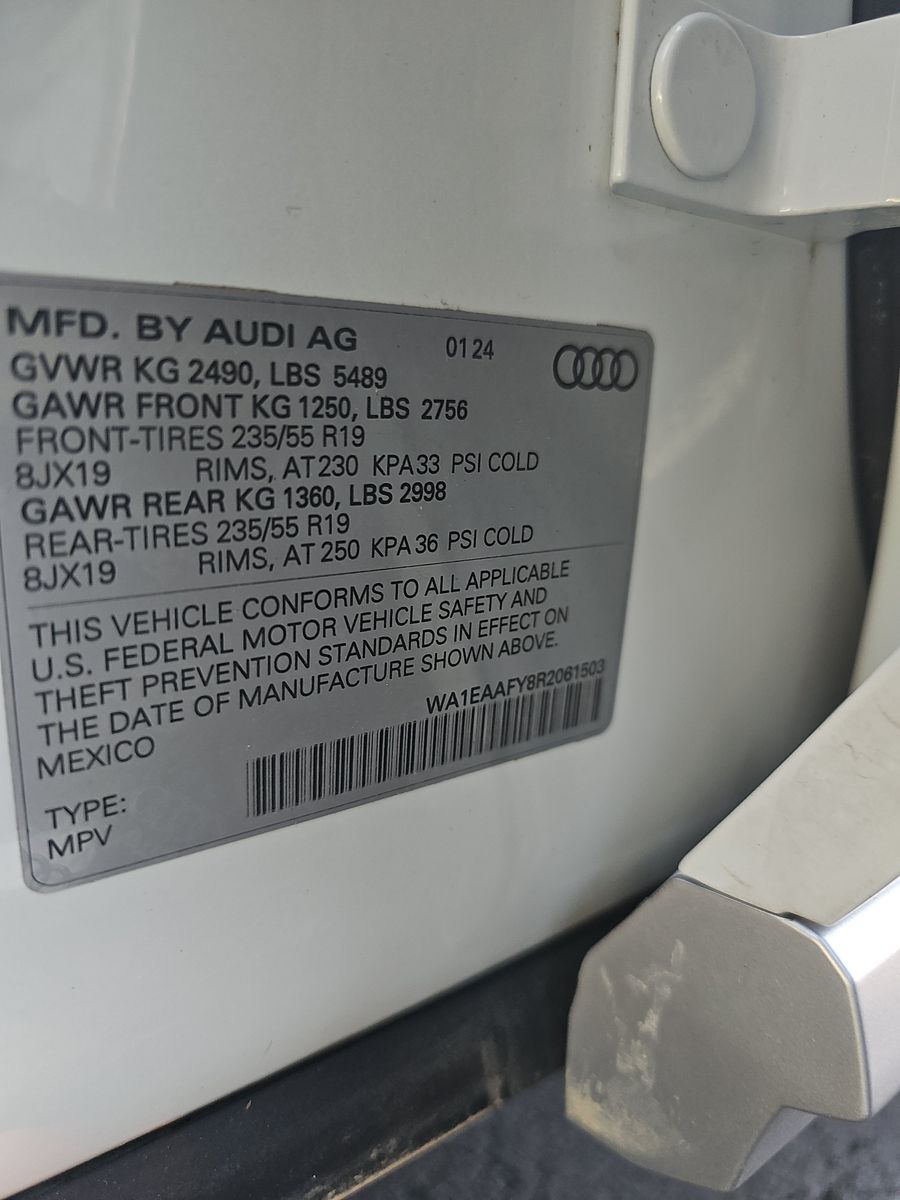 MFD. BY AUDI AG 01 24
GVWR KG 2490, LBS 5489
GAWR FRONT KG 1250, LBS 2756
FRONT-TIRES 235/55 R19
8JX19 RIMS, AT 230 KPA 33 PSI COLD
GAWR REAR KG 1360, LBS 2998
REAR-TIRES 235/55 R19
8JX19 RIMS, AT 250 KPA 36 PSI COLD
THIS VEHICLE CONFORMS TO ALL APPLICABLE
U.S. FEDERAL MOTOR VEHICLE SAFETY AND
THEFT PREVENTION STANDARDS IN EFFECT ON
THE DATE OF MANUFACTURE SHOWN ABOVE.
MEXICO WA1EAAFY8R2061503
TYPE:
MPV